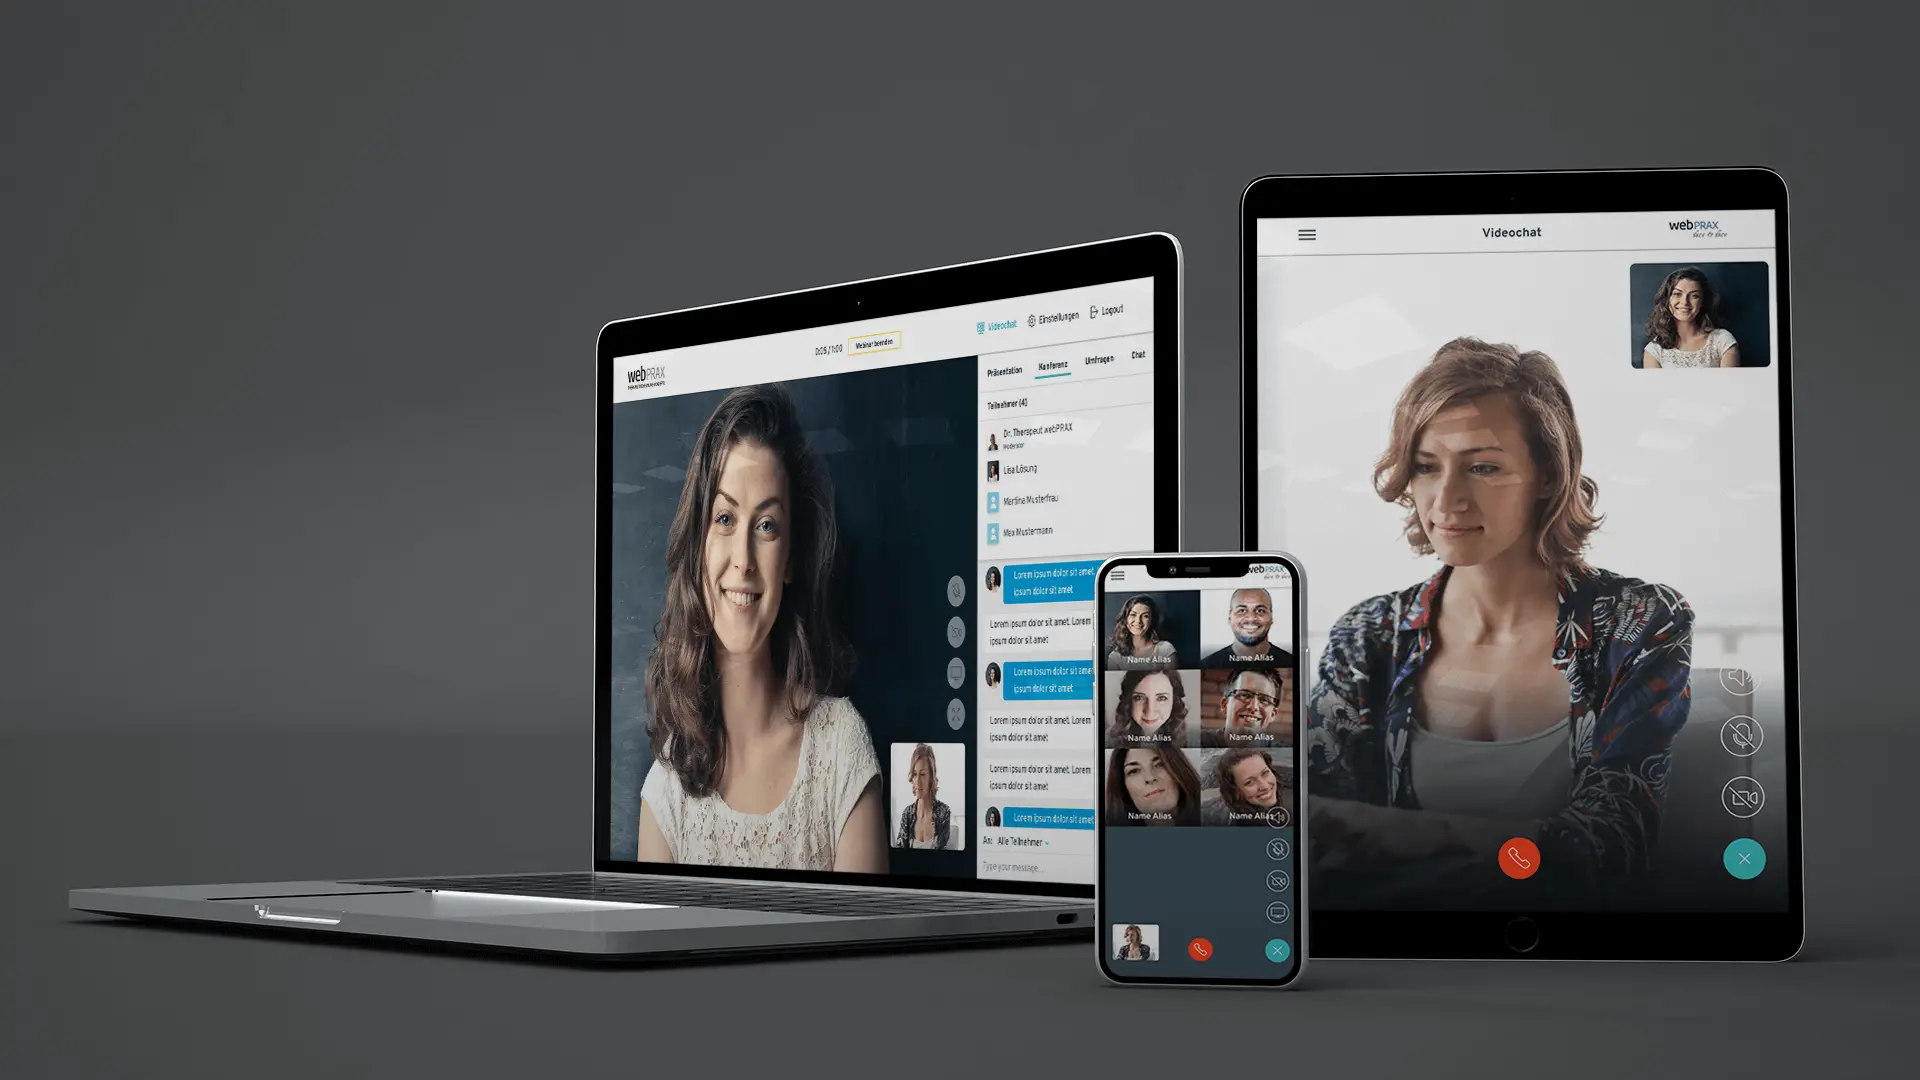 webPRAX
0:05 / 1:00
Webinar beenden
Videochat
Einstellungen
Logout
Präsentation
Konferenz
Umfragen
Chat
Teilnehmer (4)
Dr. Therapeut webPRAX
Moderator
Lisa Lösung
Martina Musterfrau
Max Mustermann
Lorem ipsum dolor sit amet.
ipsum dolor sit amet
Lorem ipsum dolor sit amet. Lorem
ipsum dolor sit amet
Lorem ipsum dolor sit ame
ipsum dolor sit amet
Lorem ipsum dolor sit amet. Lorem
ipsum dolor sit amet
Lorem ipsum dolor sit amet. Lorem
ipsum dolor sit amet
Lorem ipsum dolor sit amet
An: Alle Teilnehmer
Type your message...
webPRAX
face to face
Name Alias
Name Alias
Name Alias
Name Alias
Name Alias
Name Alias
Videochat
webPRAX
face to face